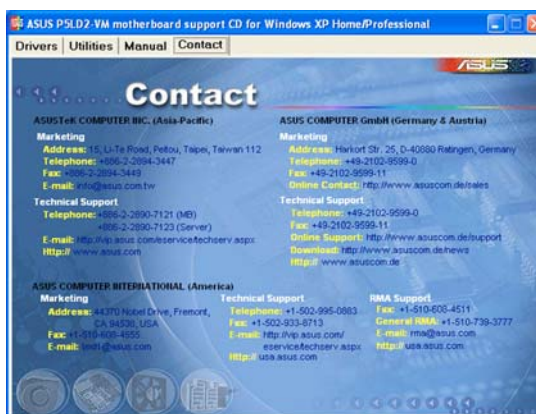 ASUS P5LD2-VM motherboard support CD for Windows XP Home/Professional
Drivers Utilities Manual Contact
ASUS
Contact
ASUSTeK COMPUTER INC. (Asia-Pacific)
Marketing
Address: 15, Li-Te Road, Peitou, Taipei, Taiwan 112
Telephone: +886-2-2894-3447
Fax: +886-2-2894-3449
E-mail: info@asus.com.tw
Technical Support
Telephone: +886-2-2890-7121 (MB)
+886-2-2890-7123 (Server)
E-mail: http://vip.asus.com/eservice/techserv.aspx
Http:// www.asus.com
ASUS COMPUTER GmbH (Germany & Austria)
Marketing
Address: Harkort Str. 25, D-40880 Ratingen, Germany
Telephone: +49-2102-9599-0
Fax: +49-2102-9599-11
Online Contact: http://www.asuscom.de/sales
Technical Support
Telephone: +49-2102-9599-0
Fax: +49-2102-9599-11
Online Support: http://www.asuscom.de/support
Download: http://www.asuscom.de/news
Http:// www.asuscom.de
ASUS COMPUTER INTERNATIONAL (America)
Marketing
Address: 44370 Nobel Drive, Fremont,
CA 94538, USA
Fax: +1-510-608-4555
E-mail: @asus.com
Technical Support
Telephone: +1-502-995-0883
Fax: +1-502-933-8713
E-mail: http://vip.asus.com/
eservice/techserv.aspx
Http:// usa.asus.com
RMA Support
Fax: +1-510-608-4511
General RMA: +1-510-739-3777
E-mail: rma@asus.com
http:// usa.asus.com